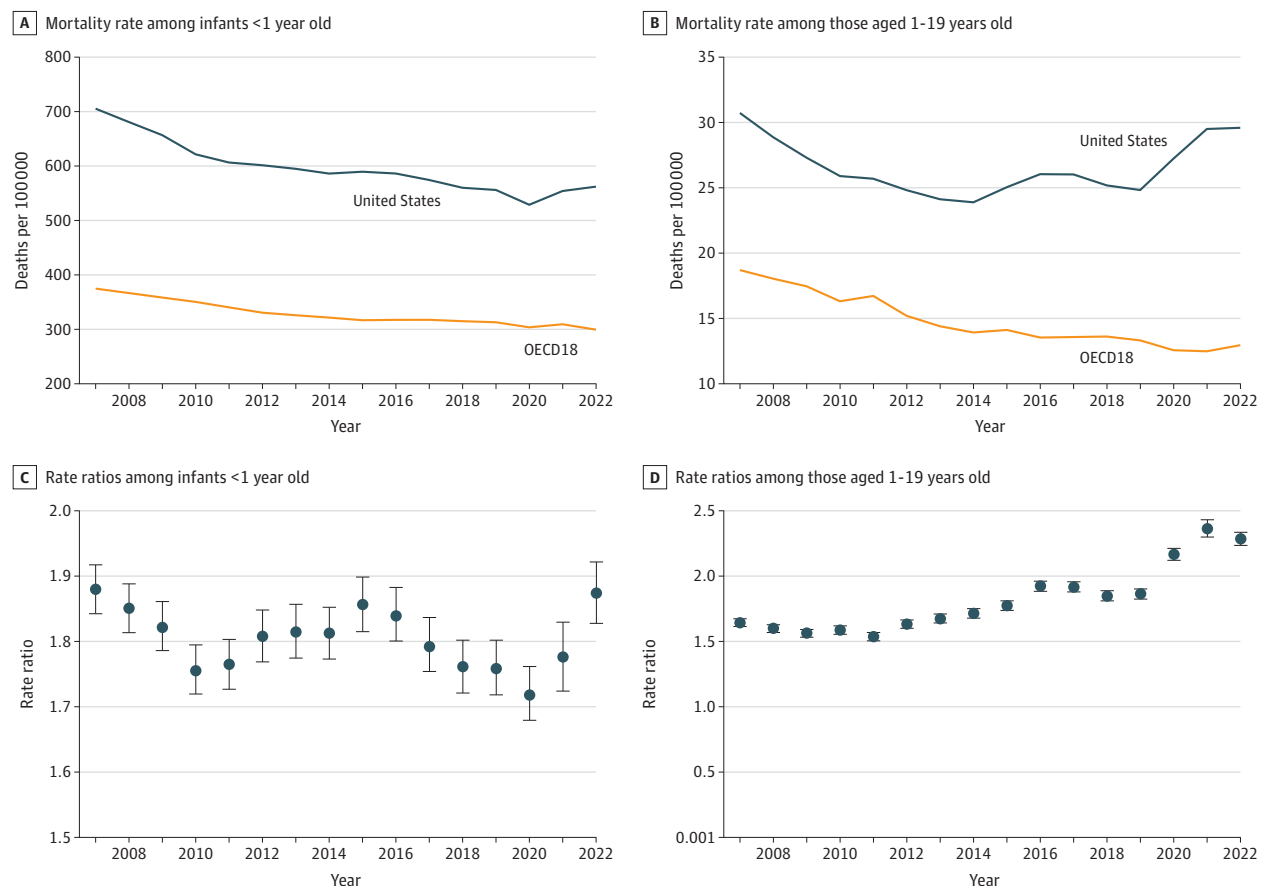 A Mortality rate among infants <1 year old
800
700
600
500
400
300
200
Deaths per 100000
United States
OECD18
2008 2010 2012 2014 2016 2018 2020 2022
Year
B Mortality rate among those aged 1-19 years old
35
30
25
20
15
10
Deaths per 100000
United States
OECD18
2008 2010 2012 2014 2016 2018 2020 2022
Year
C Rate ratios among infants <1 year old
2.0
1.9
1.8
1.7
1.6
1.5
Rate ratio
2008 2010 2012 2014 2016 2018 2020 2022
Year
D Rate ratios among those aged 1-19 years old
2.5
2.0
1.5
1.0
0.5
0.001
Rate ratio
2008 2010 2012 2014 2016 2018 2020 2022
Year